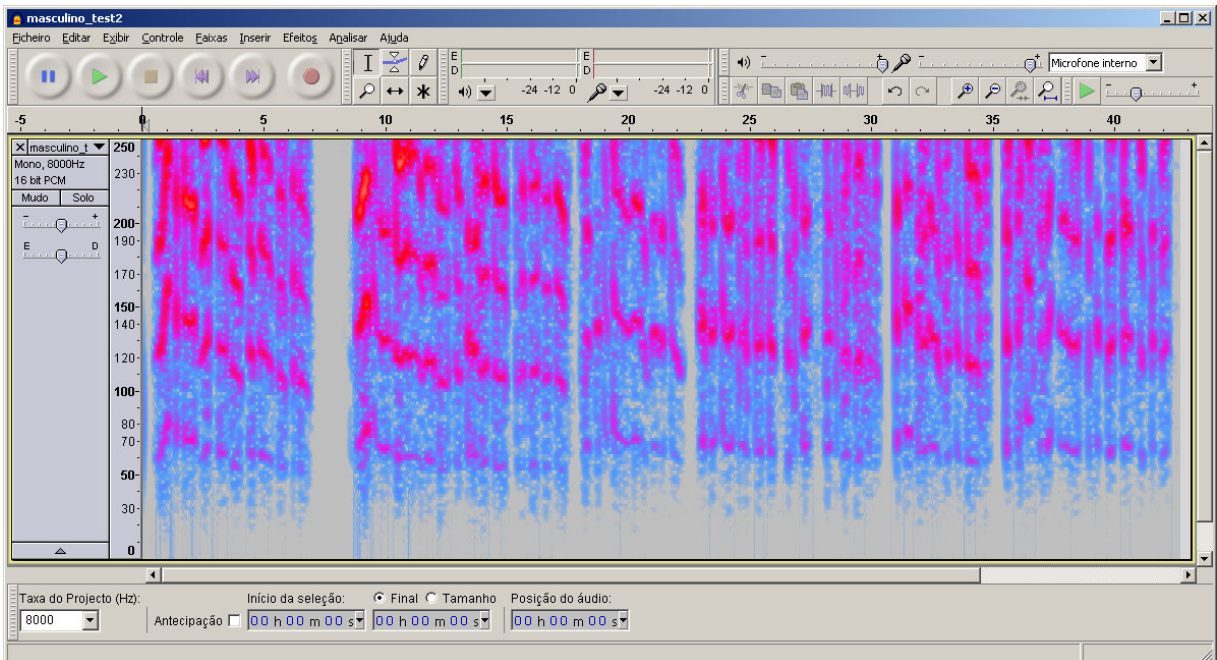 masculino_test2
Ficheiro Editar Exibir Controle Faixas Inserir Efeitos Analisar Ajuda
E E
D D
Microfone interno
-24 -12 0 -24 -12 0
-5 0 5 10 15 20 25 30 35 40
masculino_t
Mono, 8000Hz
16 bit PCM
Mudo Solo
- +
E D
250
230-
200-
190-
170-
150-
140-
120-
100-
80-
70-
50-
30-
0
Taxa do Projecto (Hz): Início da seleção: Final Tamanho Posição do áudio:
8000 Antecipação 00 h 00 m 00 s 00 h 00 m 00 s 00 h 00 m 00 s